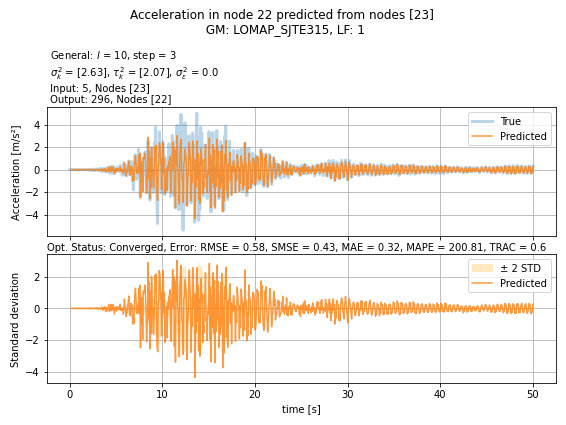 Acceleration in node 22 predicted from nodes [23]
GM: LOMAP_SJTE315, LF: 1
General: l = 10, step = 3
σ²ₖ = [2.63], τ²ₖ = [2.07], σ²ε = 0.0
Input: 5, Nodes [23]
Output: 296, Nodes [22]
Acceleration [m/s²]
4
2
0
−2
−4
True
Predicted
Opt. Status: Converged, Error: RMSE = 0.58, SMSE = 0.43, MAE = 0.32, MAPE = 200.81, TRAC = 0.6
Standard deviation
2
0
−2
−4
± 2 STD
Predicted
0 10 20 30 40 50
time [s]